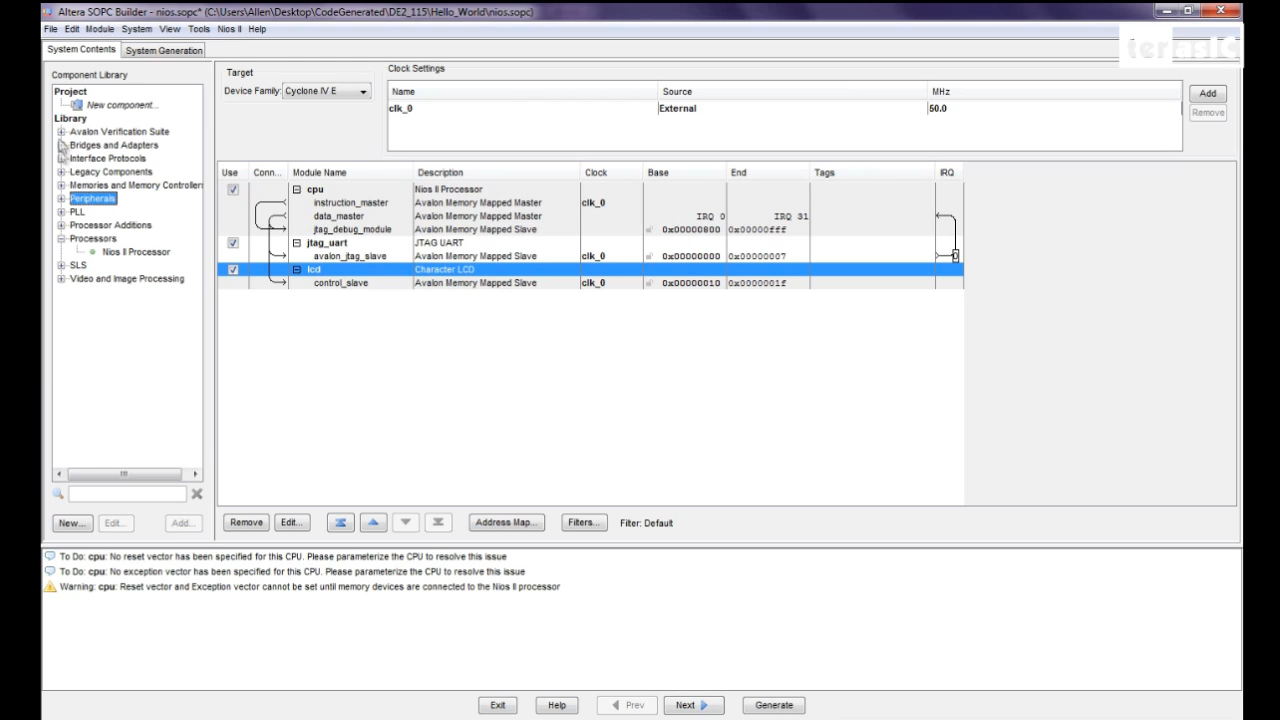 Altera SOPC Builder - nios.sopc* (C:\Users\Allen\Desktop\CodeGenerated\DE2_115\Hello_World\nios.sopc)
File Edit Module System View Tools Nios II Help
terasic
System Contents System Generation
Component Library
Project
New component...
Library
Avalon Verification Suite
Bridges and Adapters
Interface Protocols
Legacy Components
Memories and Memory Controller
Peripherals
PLL
Processor Additions
Processors
Nios II Processor
SLS
Video and Image Processing
New... Edit... Add...
Target
Device Family: Cyclone IV E
Clock Settings
Name Source MHz
clk_0 External 50.0
Add
Remove
Use Conn... Module Name Description Clock Base End Tags IRQ
cpu Nios II Processor
instruction_master Avalon Memory Mapped Master clk_0
data_master Avalon Memory Mapped Master IRQ 0 IRQ 31
jtag_debug_module Avalon Memory Mapped Slave 0x00000800 0x00000fff
jtag_uart JTAG UART
avalon_jtag_slave Avalon Memory Mapped Slave clk_0 0x00000000 0x00000007
lcd Character LCD
control_slave Avalon Memory Mapped Slave clk_0 0x00000010 0x0000001f
Remove Edit... Address Map... Filters... Filter: Default
To Do: cpu: No reset vector has been specified for this CPU. Please parameterize the CPU to resolve this issue
To Do: cpu: No exception vector has been specified for this CPU. Please parameterize the CPU to resolve this issue
Warning: cpu: Reset vector and Exception vector cannot be set until memory devices are connected to the Nios II processor
Exit Help Prev Next Generate